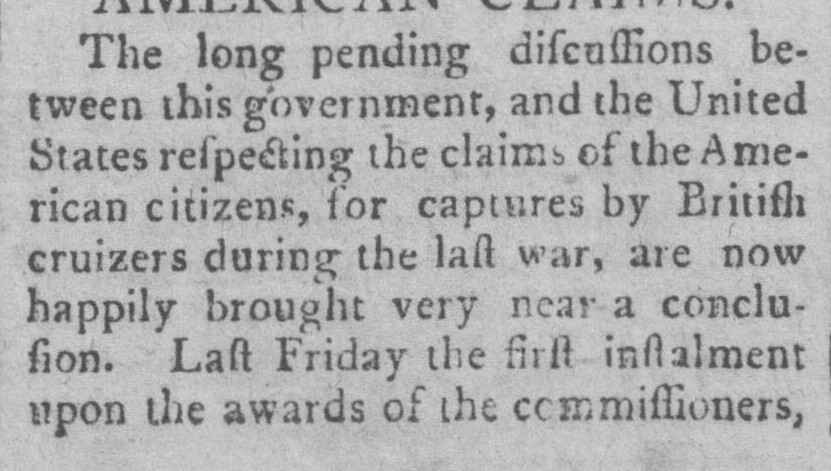 AMERICAN CLAIMS.
The long pending diſcuſſions be-
tween this government, and the United
States reſpecting the claims of the Ame-
rican citizens, for captures by Britiſh
cruizers during the laſt war, are now
happily brought very near a conclu-
ſion. Laſt Friday the firſt inſtalment
upon the awards of the commiſſioners,